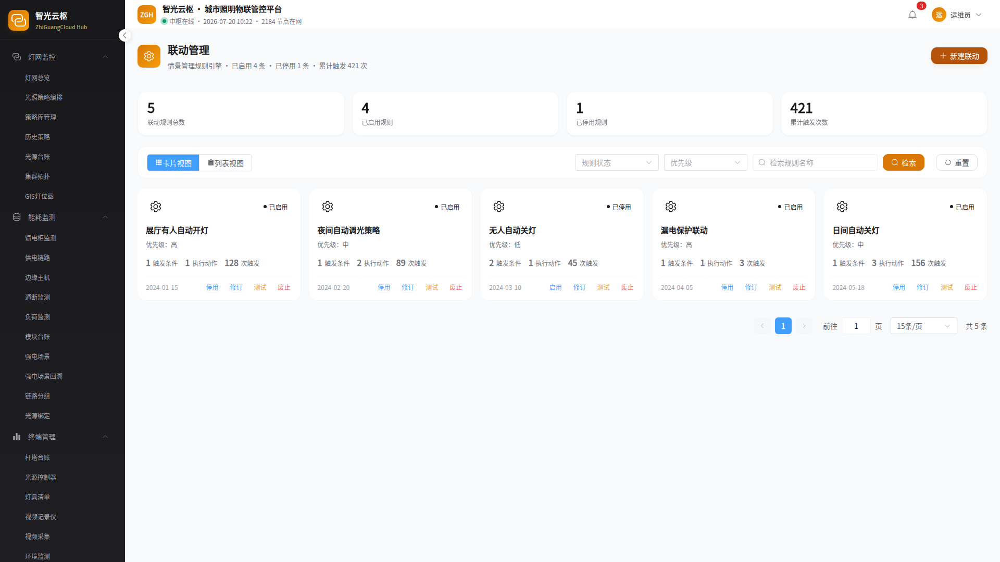 智光云枢
ZhiGuangCloud Hub
灯网监控
灯网总览
光照策略编排
策略库管理
历史策略
光源台账
集群拓扑
GIS灯位图
能耗监测
馈电柜监测
供电链路
边缘主机
通断监测
负荷监测
模块台账
强电场景
强电场景回溯
链路分组
光源绑定
终端管理
杆塔台账
光源控制器
灯具清单
视频记录仪
视频采集
环境监测
ZGH
智光云枢 • 城市照明物联管控平台
中枢在线 • 2026-07-20 10:22 • 2184 节点在网
3
运 运维员
联动管理
情景管理规则引擎 • 已启用 4 条 • 已停用 1 条 • 累计触发 421 次
新建联动
5
联动规则总数
4
已启用规则
1
已停用规则
421
累计触发次数
卡片视图 列表视图
规则状态 优先级 检索规则名称 检索 重置
已启用
展厅有人自动开灯
优先级：高
1 触发条件 1 执行动作 128 次触发
2024-01-15 停用 修订 测试 废止
已启用
夜间自动调光策略
优先级：中
1 触发条件 2 执行动作 89 次触发
2024-02-20 停用 修订 测试 废止
已停用
无人自动关灯
优先级：低
2 触发条件 1 执行动作 45 次触发
2024-03-10 启用 修订 测试 废止
已启用
漏电保护联动
优先级：高
1 触发条件 1 执行动作 3 次触发
2024-04-05 停用 修订 测试 废止
已启用
日间自动关灯
优先级：中
1 触发条件 3 执行动作 156 次触发
2024-05-18 停用 修订 测试 废止
1 前往 1 页 15条/页 共 5 条